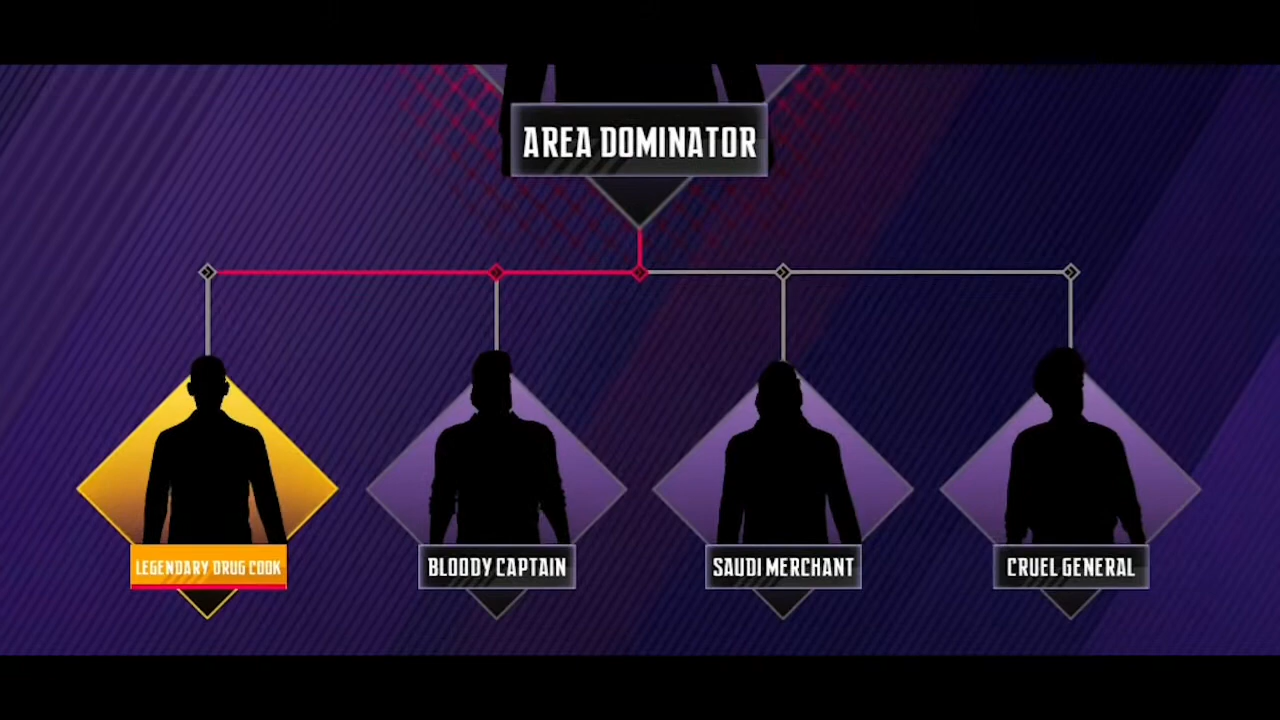 AREA DOMINATOR
LEGENDARY DRUG COOK
BLOODY CAPTAIN
SAUDI MERCHANT
CRUEL GENERAL